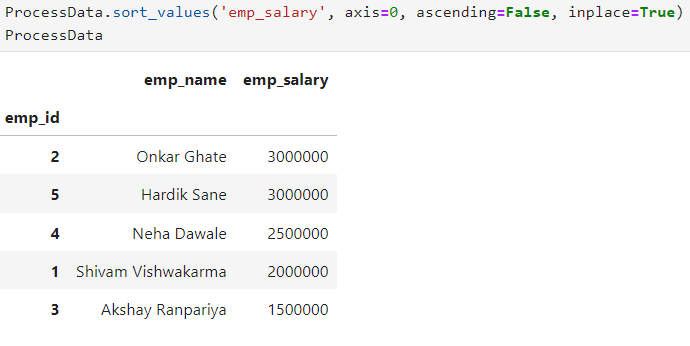 ProcessData.sort_values('emp_salary', axis=0, ascending=False, inplace=True)
ProcessData
emp_name emp_salary
emp_id
2 Onkar Ghate 3000000
5 Hardik Sane 3000000
4 Neha Dawale 2500000
1 Shivam Vishwakarma 2000000
3 Akshay Ranpariya 1500000